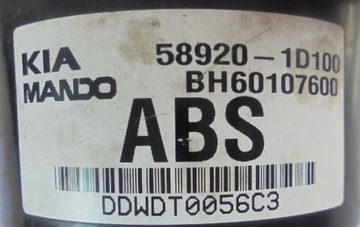 KIA 58920-1D100
MANDO BH60107600
ABS
DDWDT0056C3